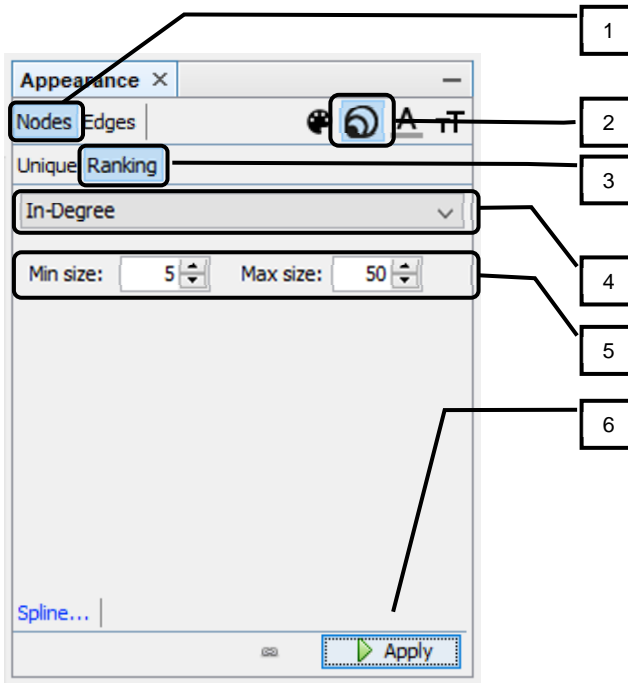 1
Appearance ×
Nodes Edges A TT 2
Unique Ranking 3
In-Degree
Min size: 5 Max size: 50 4
5
6
Spline...
Apply